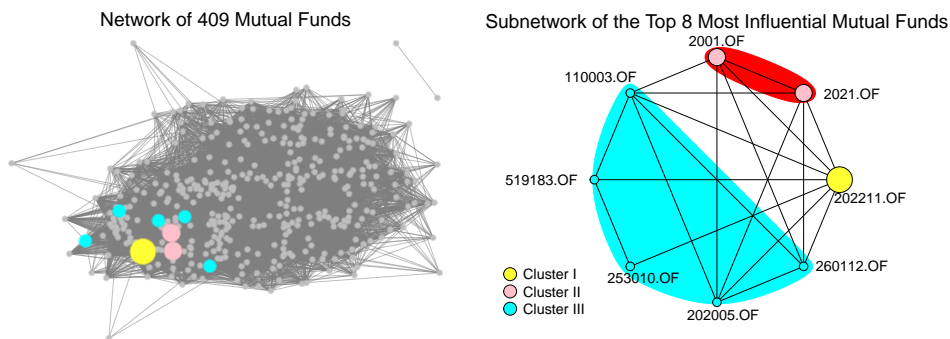 Network of 409 Mutual Funds
Subnetwork of the Top 8 Most Influential Mutual Funds
2001.OF
110003.OF
2021.OF
519183.OF
202211.OF
253010.OF
260112.OF
202005.OF
Cluster I
Cluster II
Cluster III